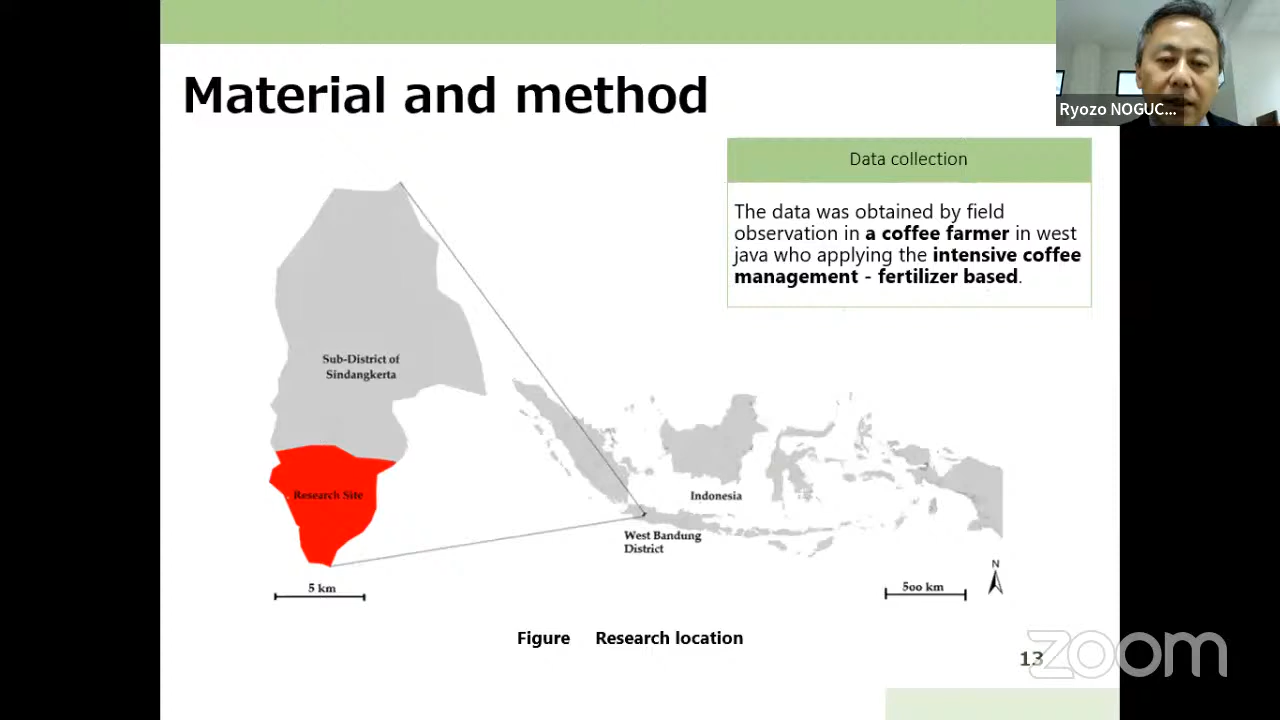 Material and method
Ryozo NOGUC...
Data collection
The data was obtained by field
observation in a coffee farmer in west
java who applying the intensive coffee
management - fertilizer based.
Sub-District of
Sindangkerta
Research Site
Indonesia
West Bandung
District
N
5 km
500 km
Figure Research location
13
zoom